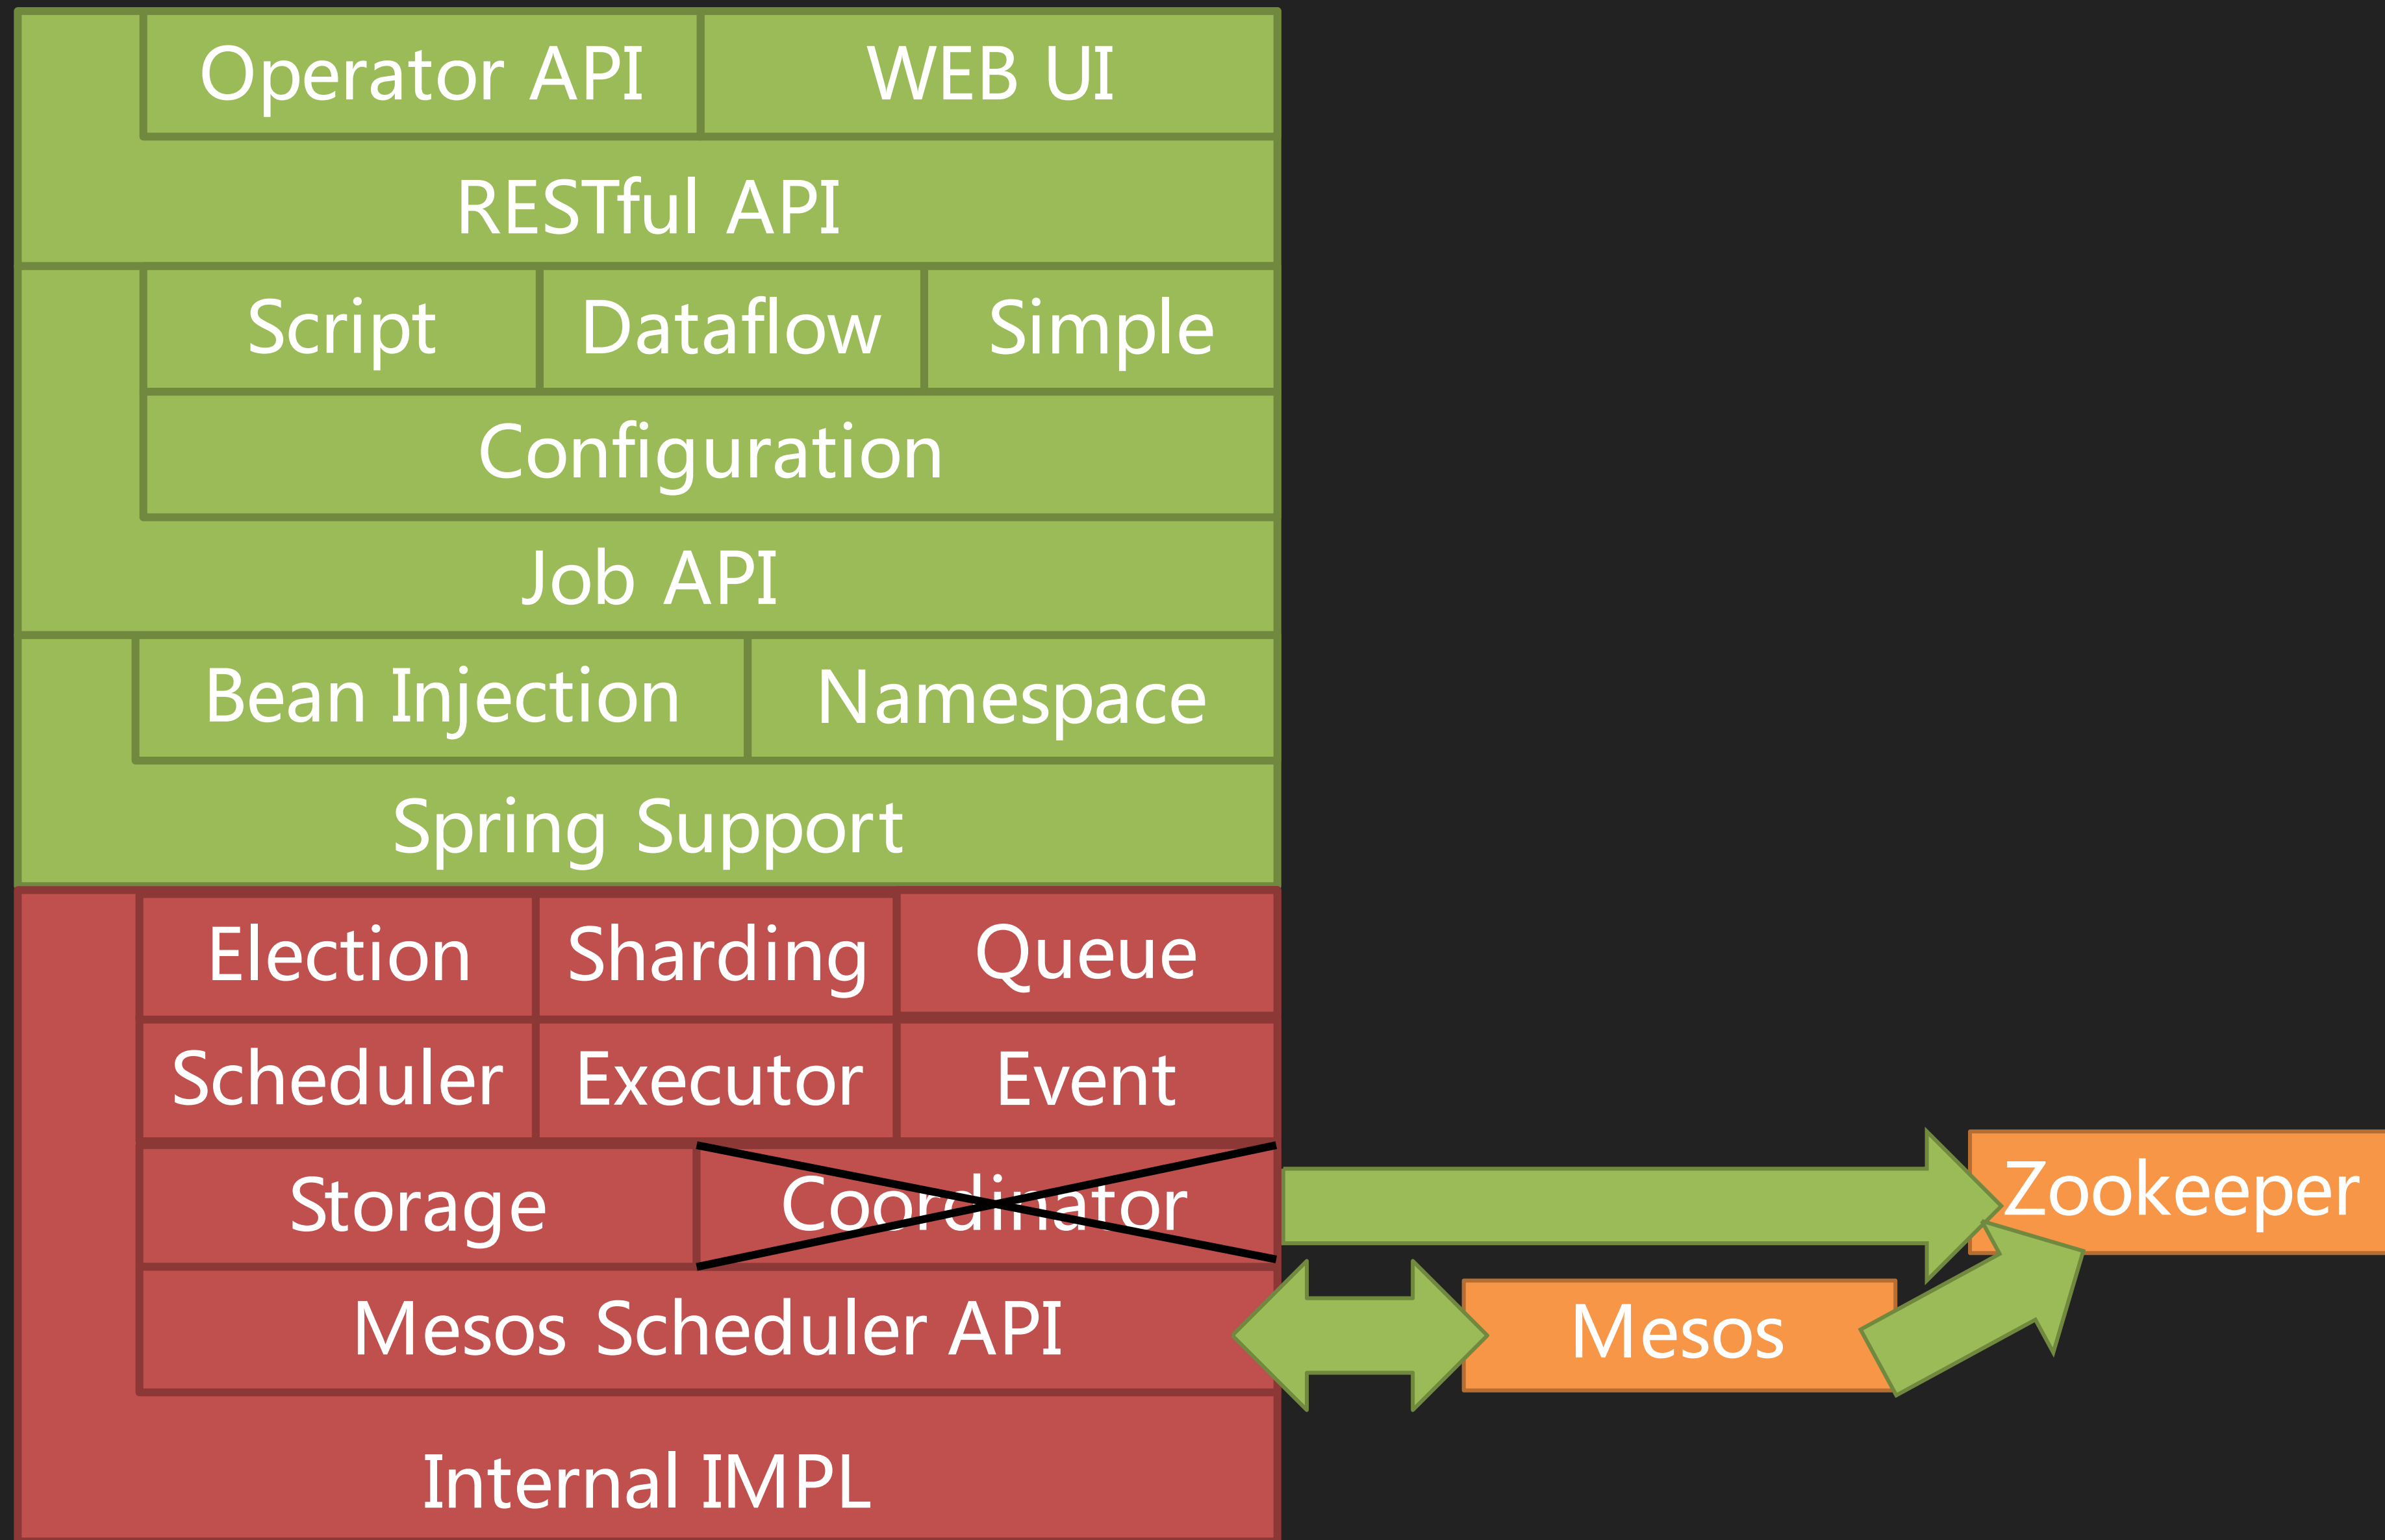 Operator API
WEB UI
RESTful API
Script
Dataflow
Simple
Configuration
Job API
Bean Injection
Namespace
Spring Support
Election
Sharding
Queue
Scheduler
Executor
Event
Storage
Coordinator
Zookeeper
Mesos Scheduler API
Mesos
Internal IMPL